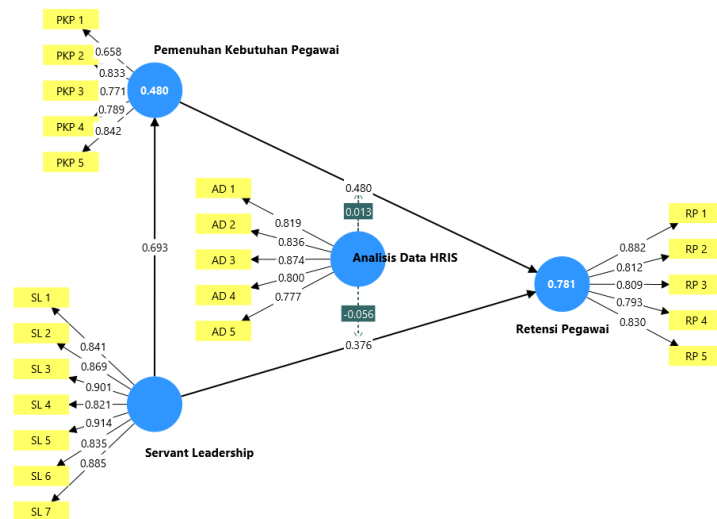 PKP 1
PKP 2
PKP 3
PKP 4
PKP 5
0.658
0.833
0.771
0.789
0.842
Pemenuhan Kebutuhan Pegawai
0.480
0.693
AD 1
AD 2
AD 3
AD 4
AD 5
0.819
0.836
0.874
0.800
0.777
0.480
0.013
Analisis Data HRIS
-0.056
0.376
RP 1
RP 2
RP 3
RP 4
RP 5
0.882
0.812
0.809
0.793
0.830
0.781
Retensi Pegawai
SL 1
SL 2
SL 3
SL 4
SL 5
SL 6
SL 7
0.841
0.869
0.901
0.821
0.914
0.835
0.885
Servant Leadership